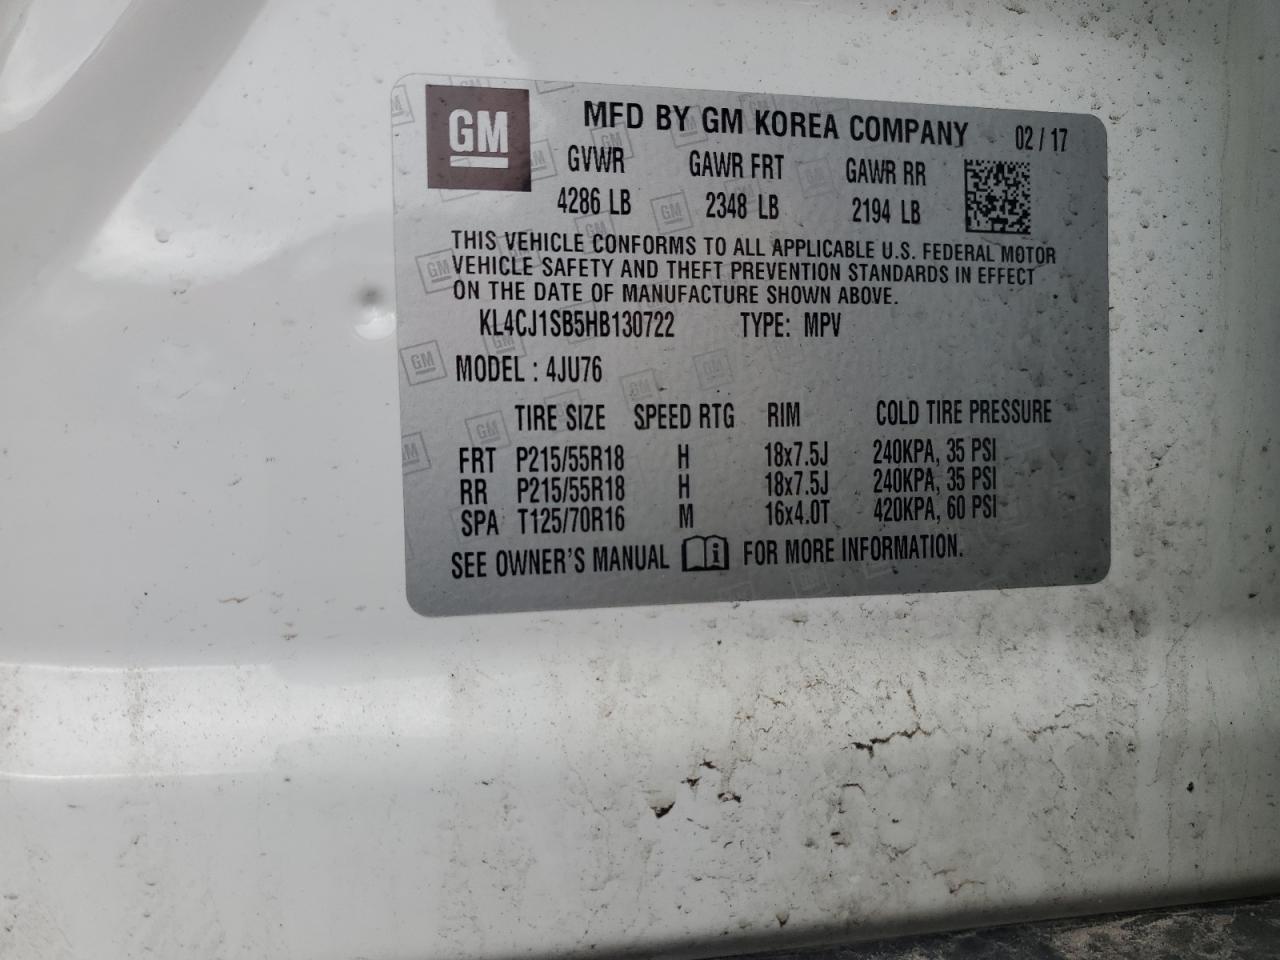 GM
MFD BY GM KOREA COMPANY 02/17
GVWR GAWR FRT GAWR RR
4286 LB 2348 LB 2194 LB
THIS VEHICLE CONFORMS TO ALL APPLICABLE U.S. FEDERAL MOTOR
VEHICLE SAFETY AND THEFT PREVENTION STANDARDS IN EFFECT
ON THE DATE OF MANUFACTURE SHOWN ABOVE.
KL4CJ1SB5HB130722 TYPE: MPV
MODEL : 4JU76
TIRE SIZE SPEED RTG RIM COLD TIRE PRESSURE
FRT P215/55R18 H 18x7.5J 240KPA, 35 PSI
RR P215/55R18 H 18x7.5J 240KPA, 35 PSI
SPA T125/70R16 M 16x4.0T 420KPA, 60 PSI
SEE OWNER'S MANUAL i FOR MORE INFORMATION.